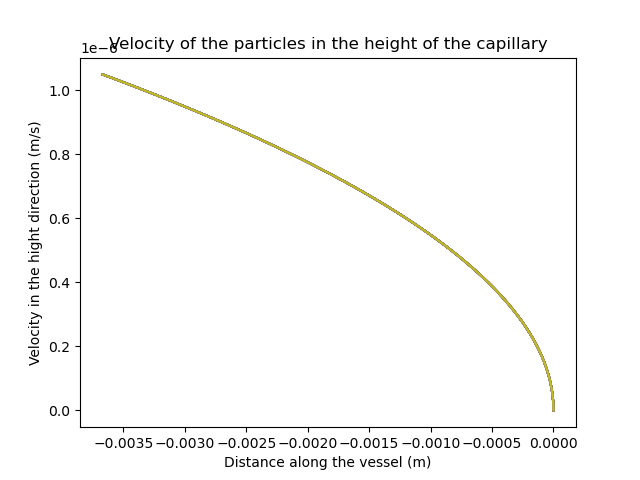 Velocity of the particles in the height of the capillary
1e−6
1.0
0.8
0.6
0.4
0.2
0.0
Velocity in the hight direction (m/s)
−0.0035 −0.0030 −0.0025 −0.0020 −0.0015 −0.0010 −0.0005 0.0000
Distance along the vessel (m)